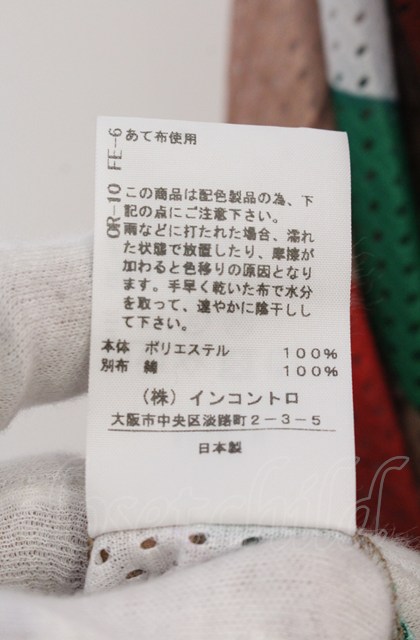 あて布使用
OR-10 FE-6
この商品は配色製品の為、下
記の点にご注意下さい。
雨などに打たれた場合、濡れ
た状態で放置したり、摩擦が
加わると色移りの原因となり
ます。手早く乾いた布で水分
を取って、速やかに陰干しし
て下さい。
本体 ポリエステル 100%
別布 綿 100%
(株) インコントロ
大阪市中央区淡路町2-3-5
日本製
closetchild